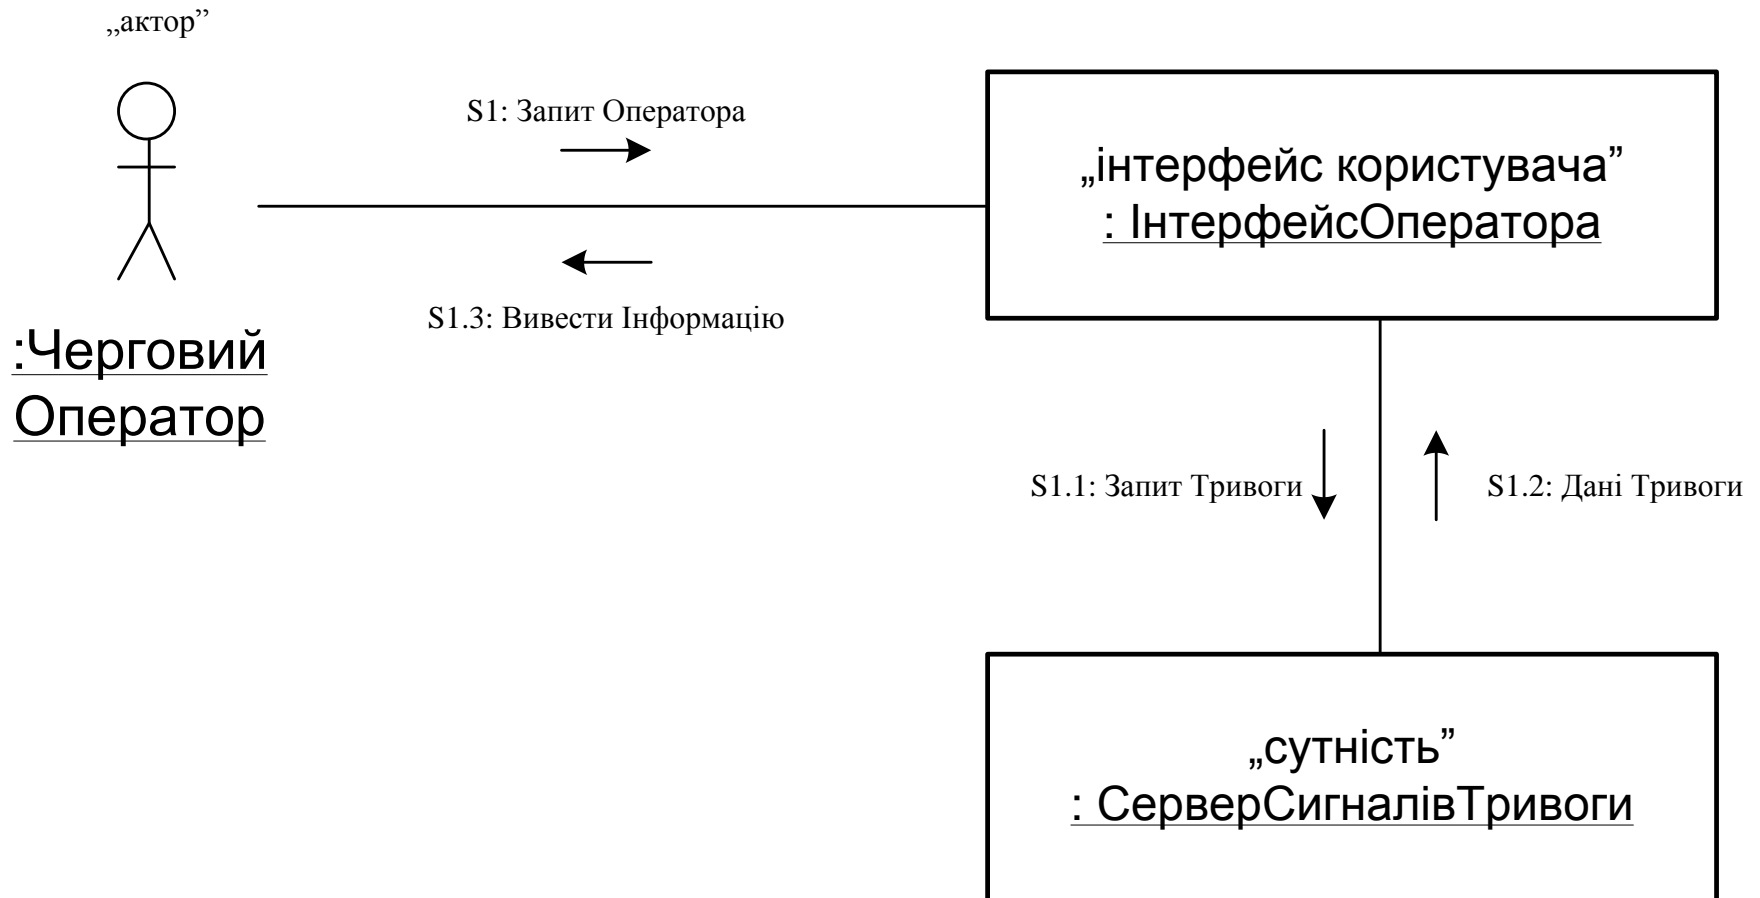 „актор”
S1: Запит Оператора
„інтерфейс користувача”
: ІнтерфейсОператора
S1.3: Вивести Інформацію
:Черговий
Оператор
S1.1: Запит Тривоги
S1.2: Дані Тривоги
„сутність”
: СерверСигналівТривоги